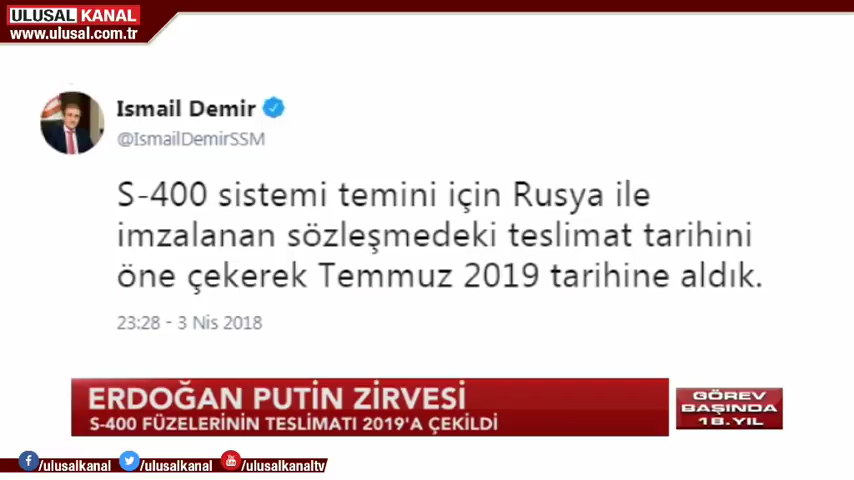 ULUSAL KANAL
www.ulusal.com.tr
Ismail Demir
@IsmailDemirSSM
S-400 sistemi temini için Rusya ile
imzalanan sözleşmedeki teslimat tarihini
öne çekerek Temmuz 2019 tarihine aldık.
23:28 - 3 Nis 2018
ERDOĞAN PUTİN ZİRVESİ
S-400 FÜZELERİNİN TESLİMATI 2019'A ÇEKİLDİ
GÖREV
BAŞINDA
18.YIL
/ulusalkanal
/ulusalkanal
/ulusalkanaltv